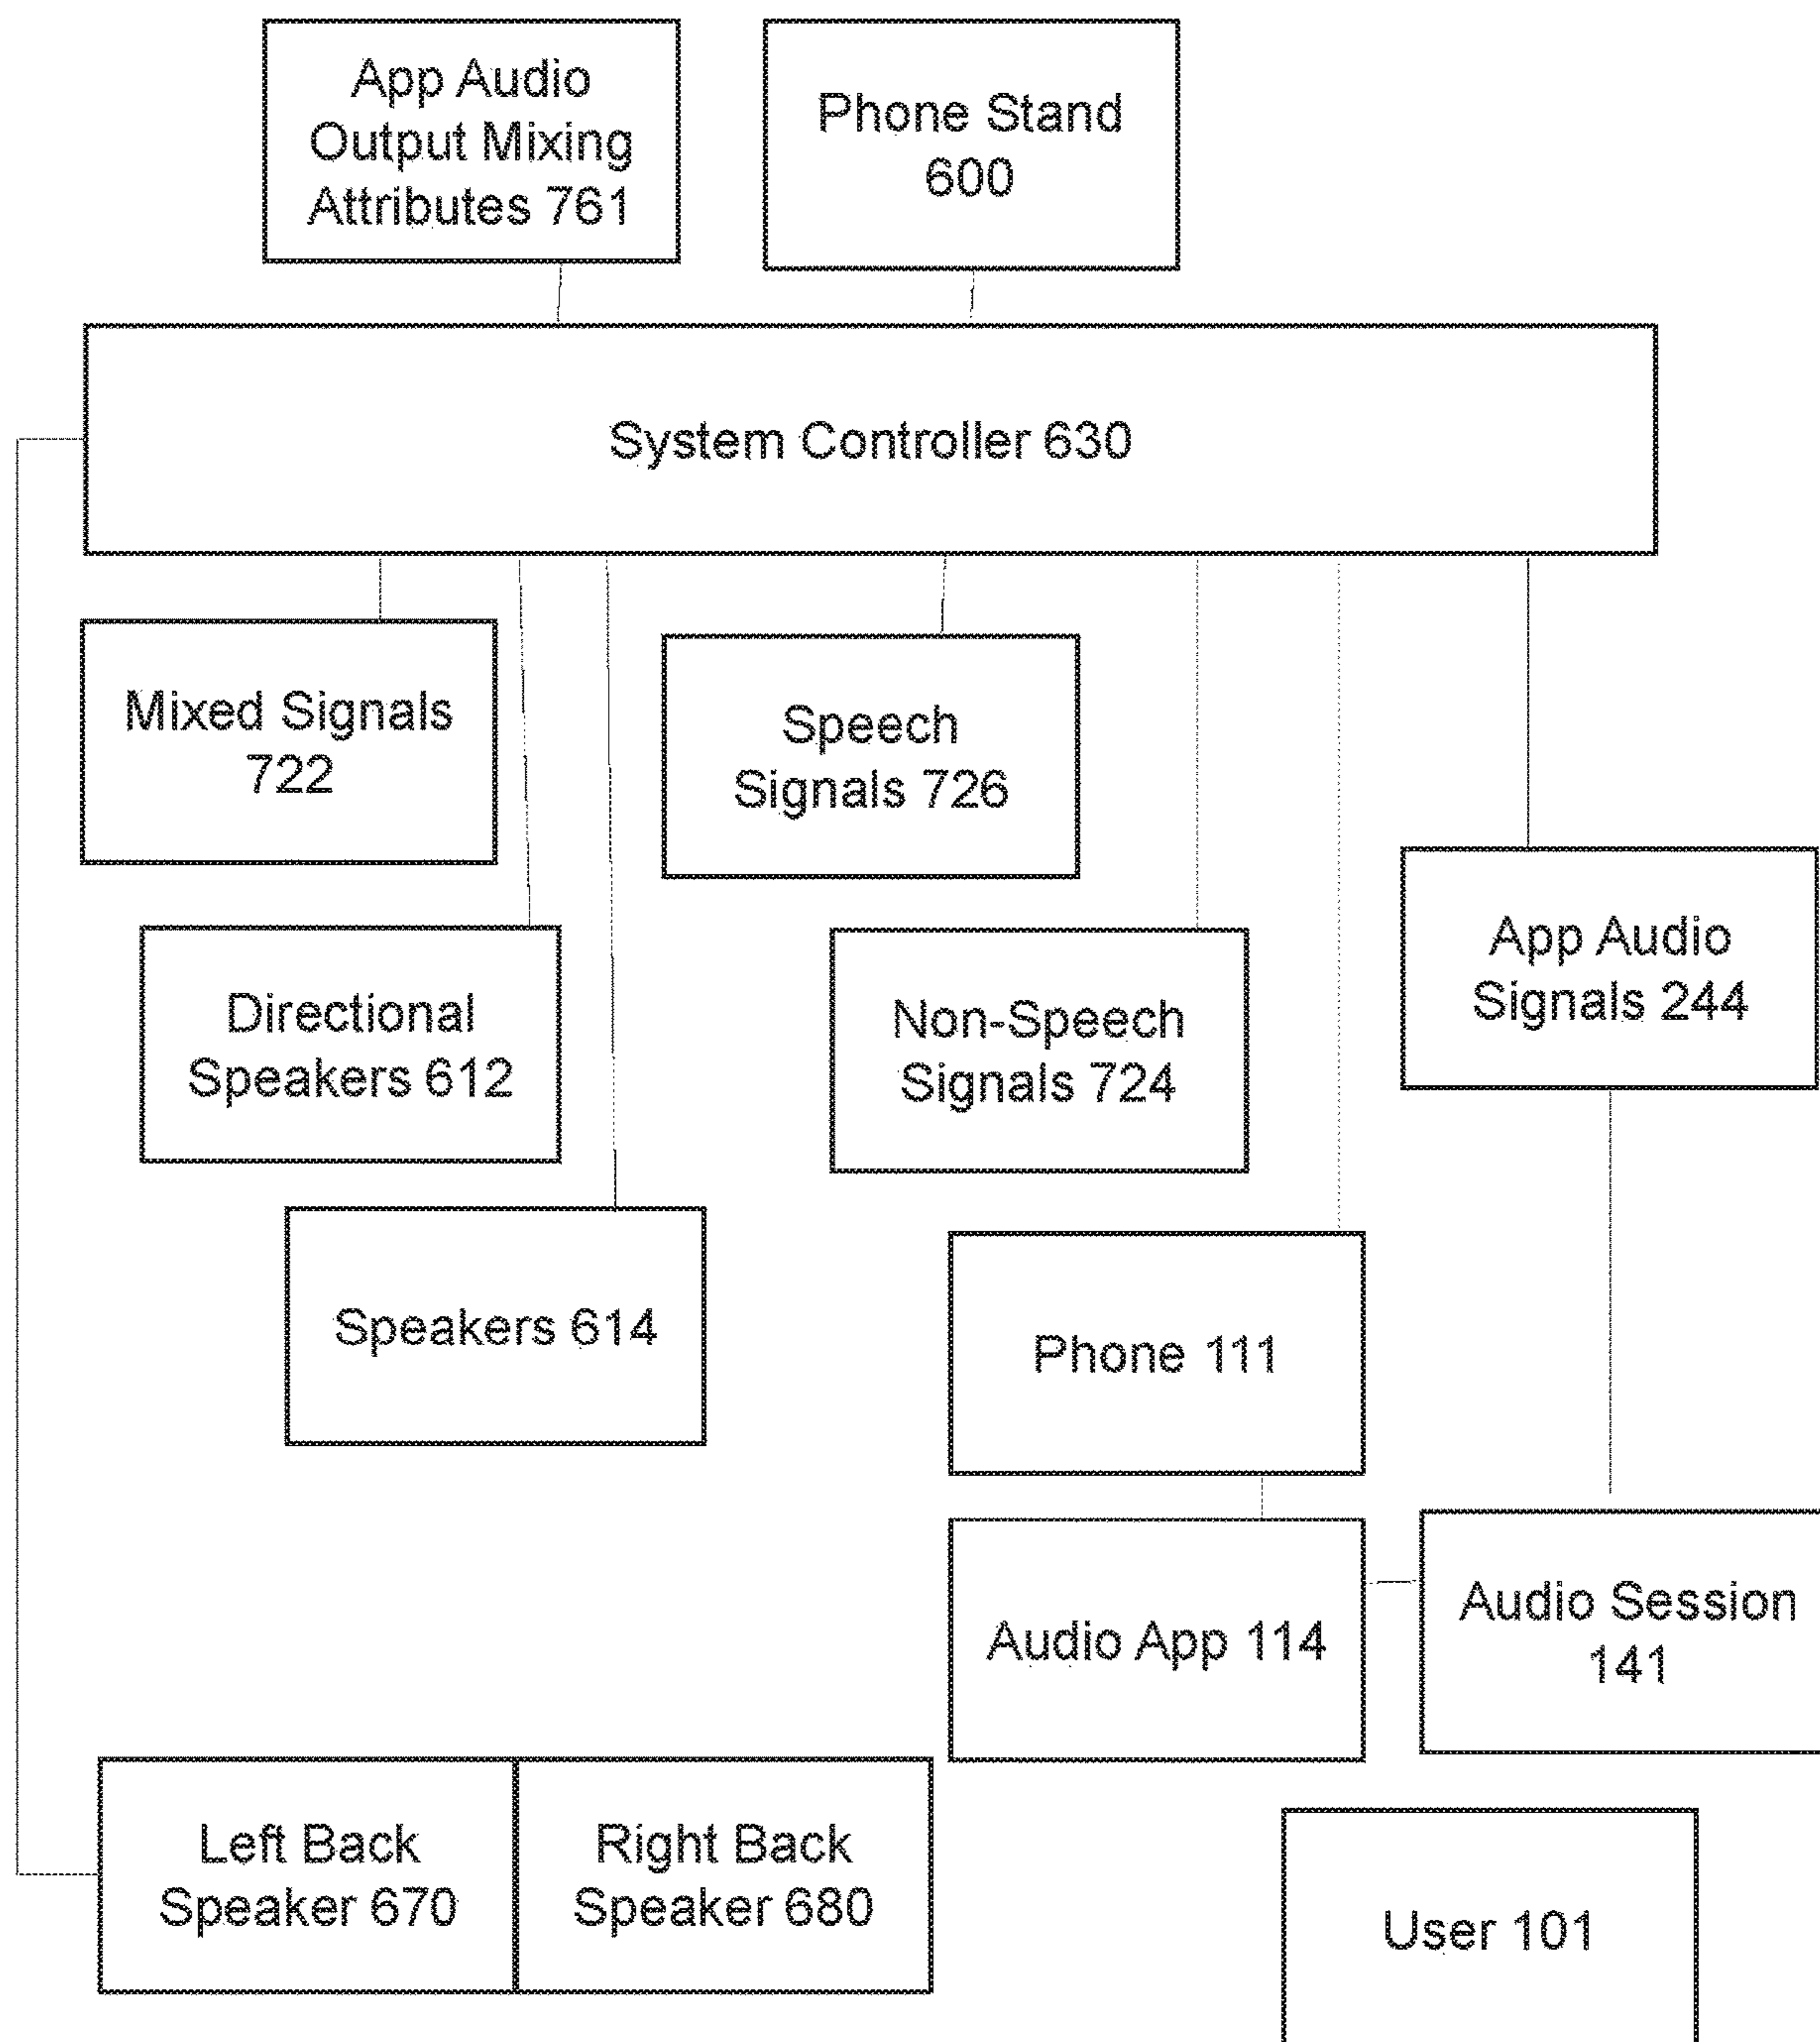 App Audio
Output Mixing
Attributes 761
Phone Stand
600
System Controller 630
Mixed Signals
722
Speech
Signals 726
Directional
Speakers 612
Non-Speech
Signals 724
App Audio
Signals 244
Speakers 614
Phone 111
Audio App 114
Audio Session
141
Left Back
Speaker 670
Right Back
Speaker 680
User 101